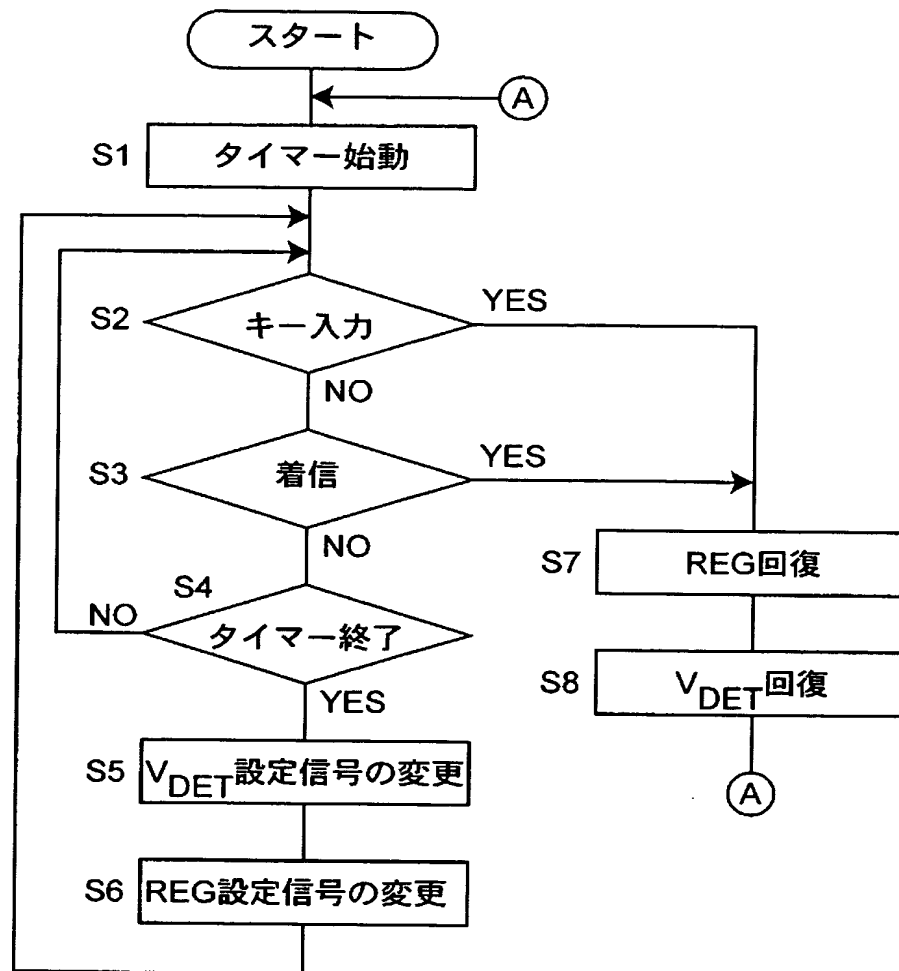 スタート
A
S1
タイマー始動
S2
キー入力
YES
NO
S3
着信
YES
NO
S4
タイマー終了
NO
YES
S7
REG回復
S8
VDET回復
A
S5
VDET設定信号の変更
S6
REG設定信号の変更